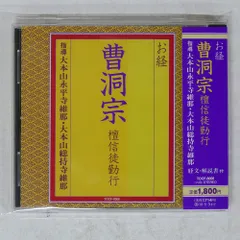 お経
曹洞宗
檀信徒勤行
指導 大本山永平寺維那・大本山總持寺維那
お経
曹洞宗
檀信徒勤行
指導 大本山永平寺維那・大本山總持寺維那
経文・解説書付
定価1,800円